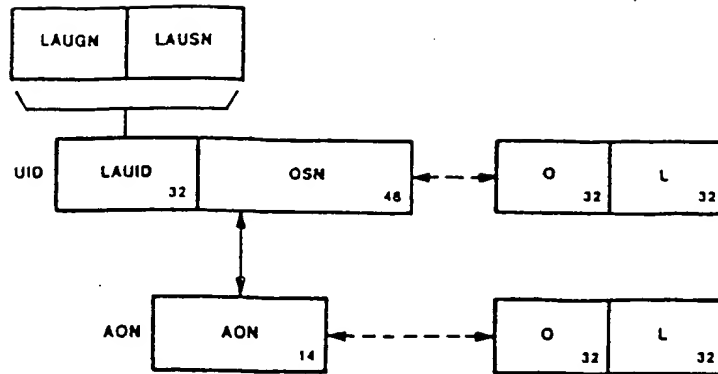 LAUGN LAUSN
UID LAUID 32 OSN 48 O 32 L 32
AON AON 14 O 32 L 32